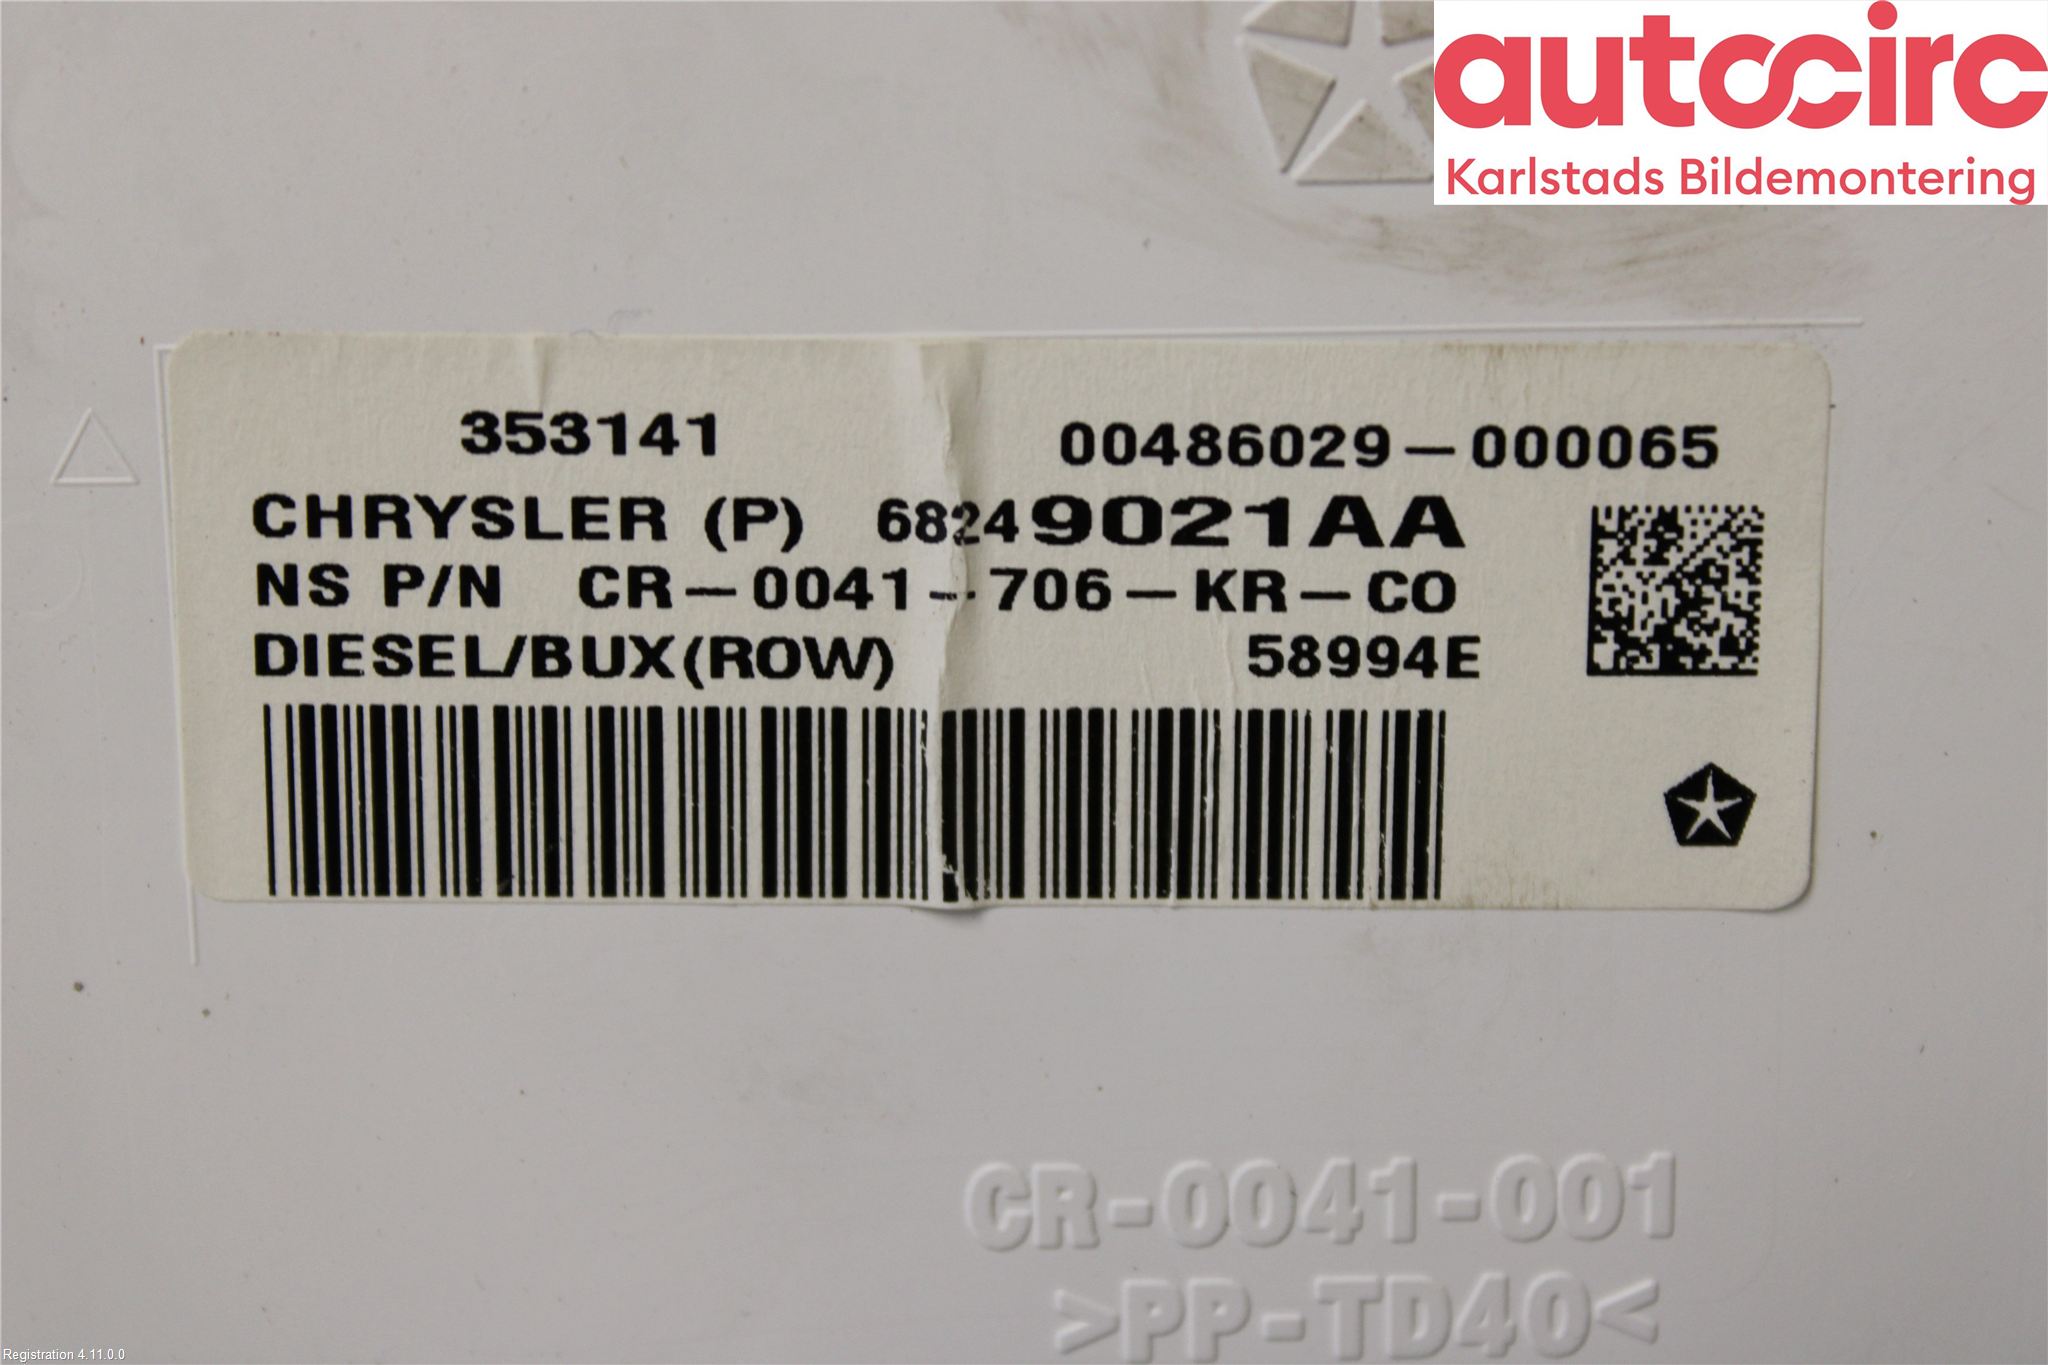 autocirc
Karlstads Bildemontering
353141
00486029-000065
CHRYSLER (P) 68249021AA
NS P/N CR-0041-706-KR-CO
DIESEL/BUX(ROW) 58994E
CR-0041-001
>PP-TD40<
Registration 4.11.0.0